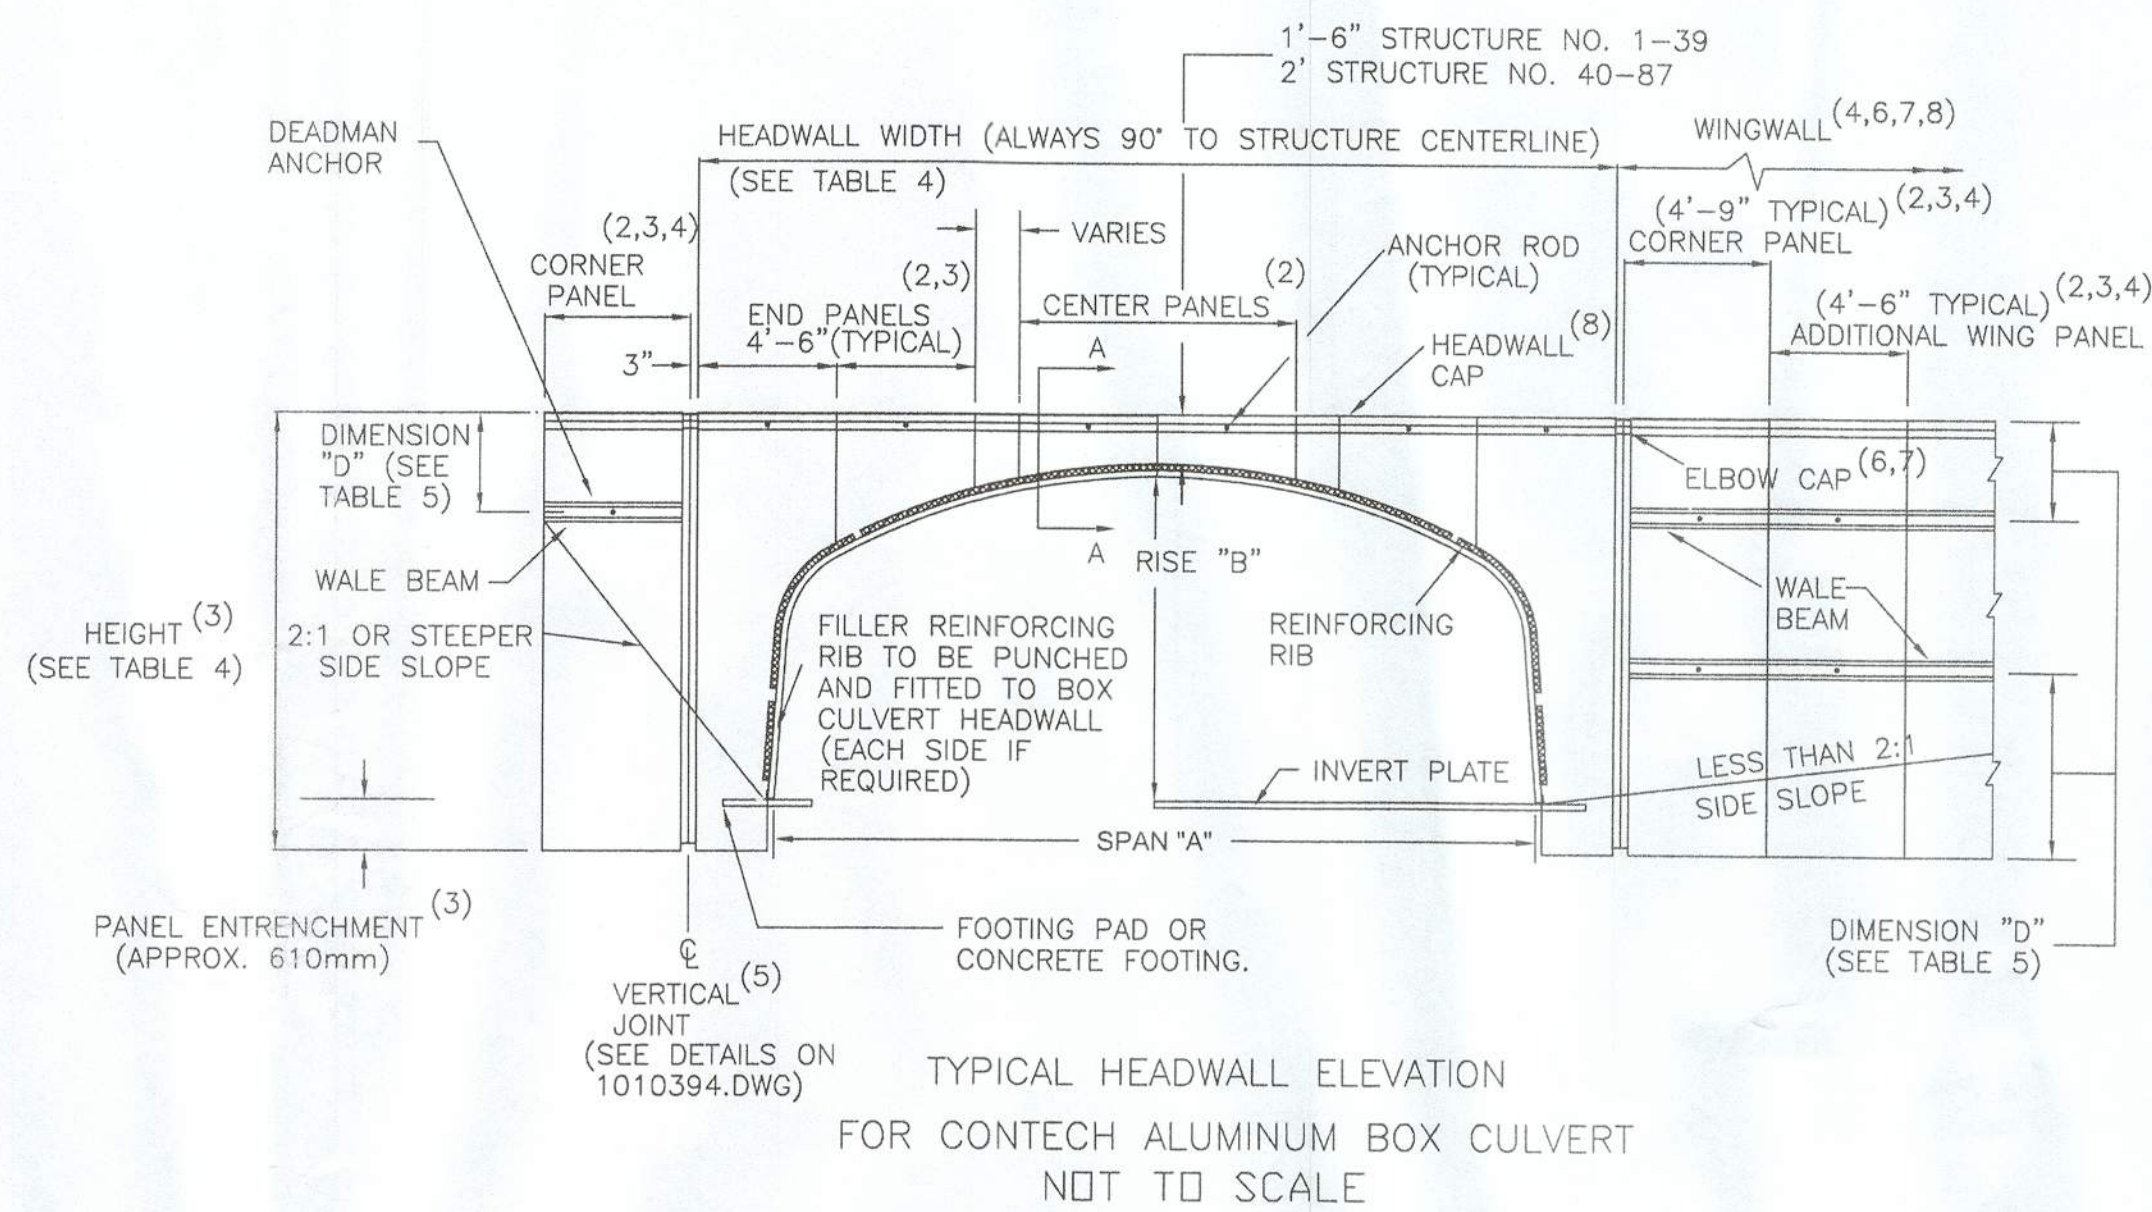 1'-6" STRUCTURE NO. 1-39
2' STRUCTURE NO. 40-87
DEADMAN
ANCHOR
HEADWALL WIDTH (ALWAYS 90° TO STRUCTURE CENTERLINE)
(SEE TABLE 4)
WINGWALL (4,6,7,8)
(2,3,4)
CORNER
PANEL
VARIES
(2,3)
END PANELS
4'-6"(TYPICAL)
3"
(2)
CENTER PANELS
ANCHOR ROD
(TYPICAL)
(4'-9" TYPICAL) (2,3,4)
CORNER PANEL
(4'-6" TYPICAL) (2,3,4)
ADDITIONAL WING PANEL
A
HEADWALL (8)
CAP
DIMENSION
"D" (SEE
TABLE 5)
ELBOW CAP (6,7)
A
RISE "B"
WALE BEAM
WALE
BEAM
HEIGHT (3)
(SEE TABLE 4)
2:1 OR STEEPER
SIDE SLOPE
FILLER REINFORCING
RIB TO BE PUNCHED
AND FITTED TO BOX
CULVERT HEADWALL
(EACH SIDE IF
REQUIRED)
REINFORCING
RIB
INVERT PLATE
LESS THAN 2:1
SIDE SLOPE
SPAN "A"
PANEL ENTRENCHMENT (3)
(APPROX. 610mm)
FOOTING PAD OR
CONCRETE FOOTING.
DIMENSION "D"
(SEE TABLE 5)
℄
VERTICAL (5)
JOINT
(SEE DETAILS ON
1010394.DWG)
TYPICAL HEADWALL ELEVATION
FOR CONTECH ALUMINUM BOX CULVERT
NOT TO SCALE